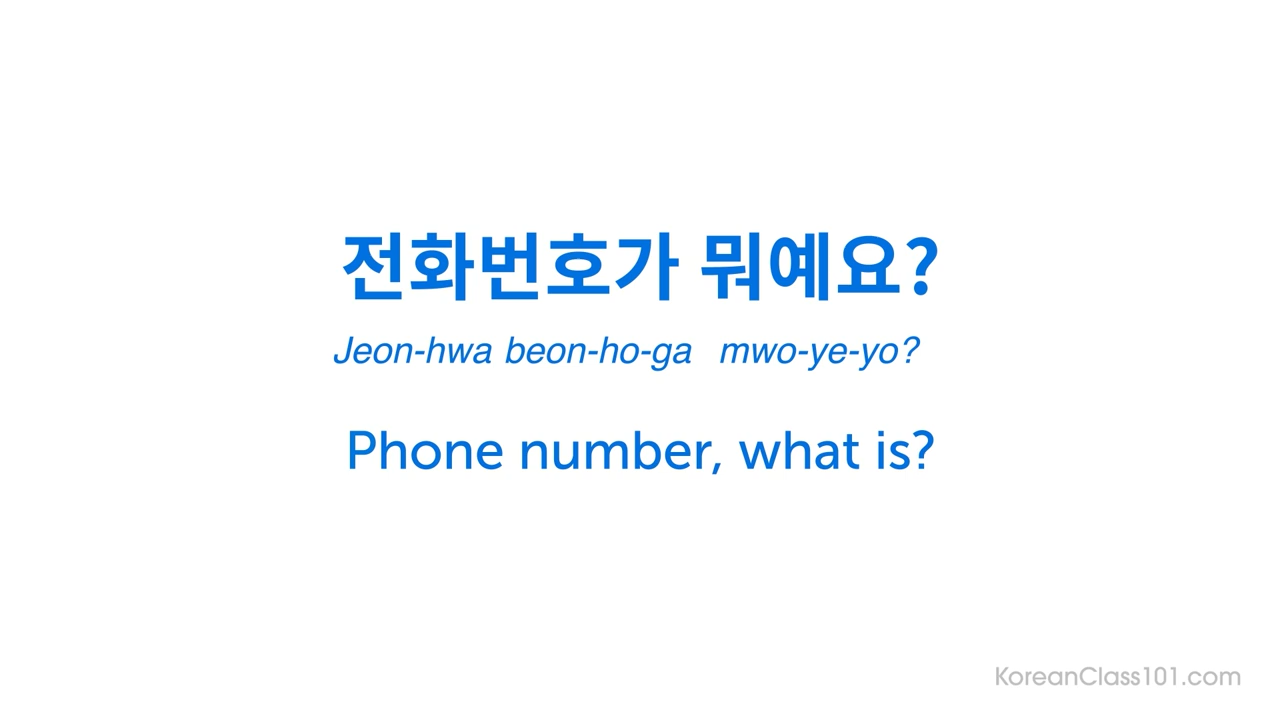 전화번호가 뭐예요?
Jeon-hwa beon-ho-ga mwo-ye-yo?
Phone number, what is?
KoreanClass101.com